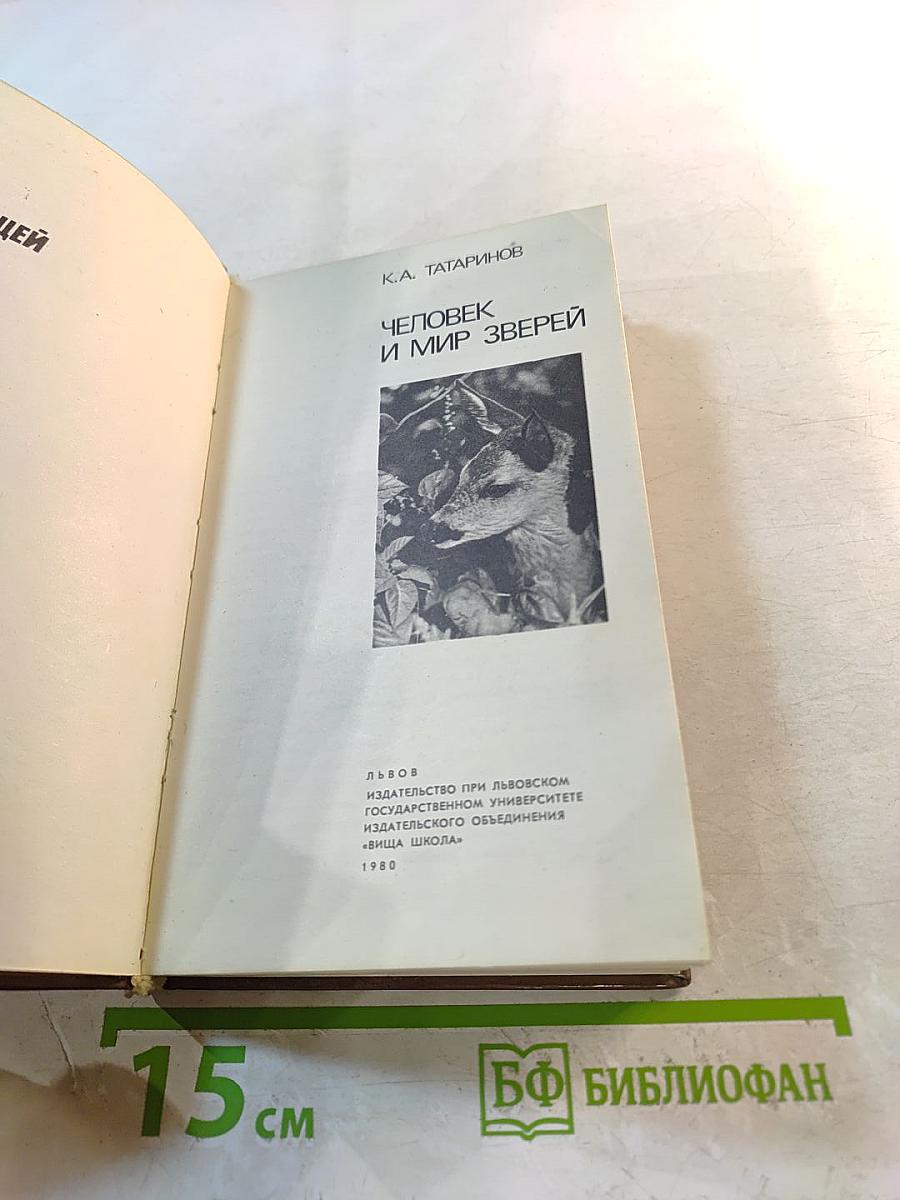 К.А. ТАТАРИНОВ
ЧЕЛОВЕК
И МИР ЗВЕРЕЙ
ЛЬВОВ
ИЗДАТЕЛЬСТВО ПРИ ЛЬВОВСКОМ
ГОСУДАРСТВЕННОМ УНИВЕРСИТЕТЕ
ИЗДАТЕЛЬСКОГО ОБЪЕДИНЕНИЯ
«ВИЩА ШКОЛА»
1980
15 см
БФ БИБЛИОФАН